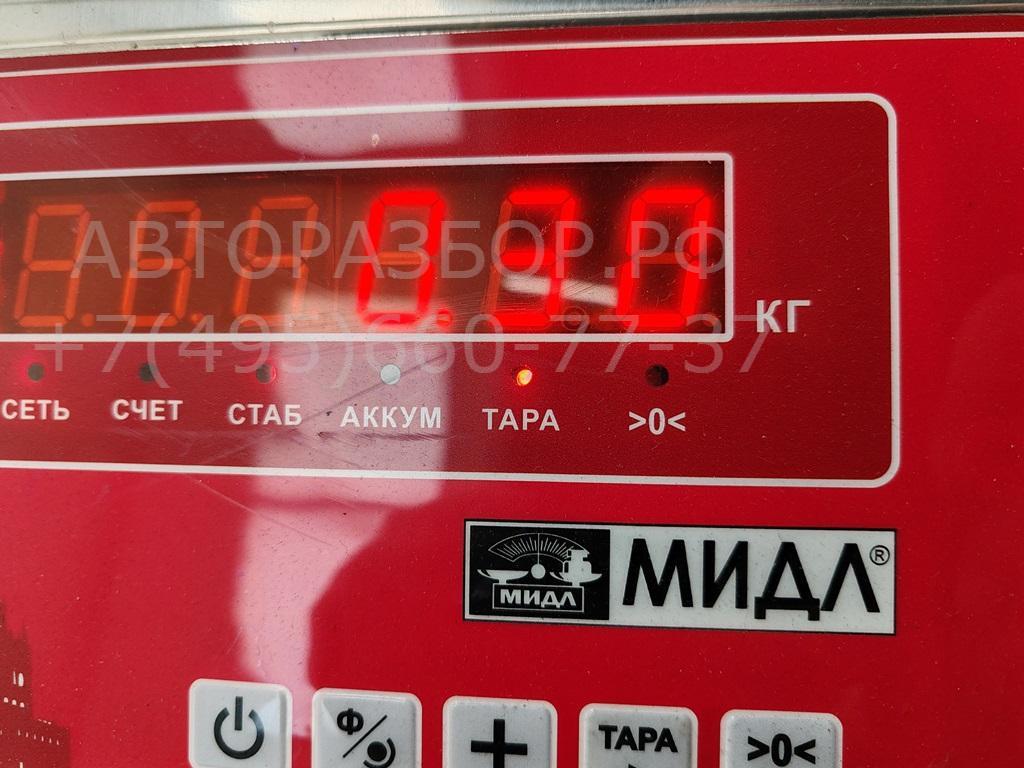 АВТОРАЗБОР.РФ
0.30
КГ
+7(495)660-77-37
СЕТЬ СЧЕТ СТАБ АККУМ ТАРА >0<
МИДЛ МИДЛ®
Ф ТАРА >0<